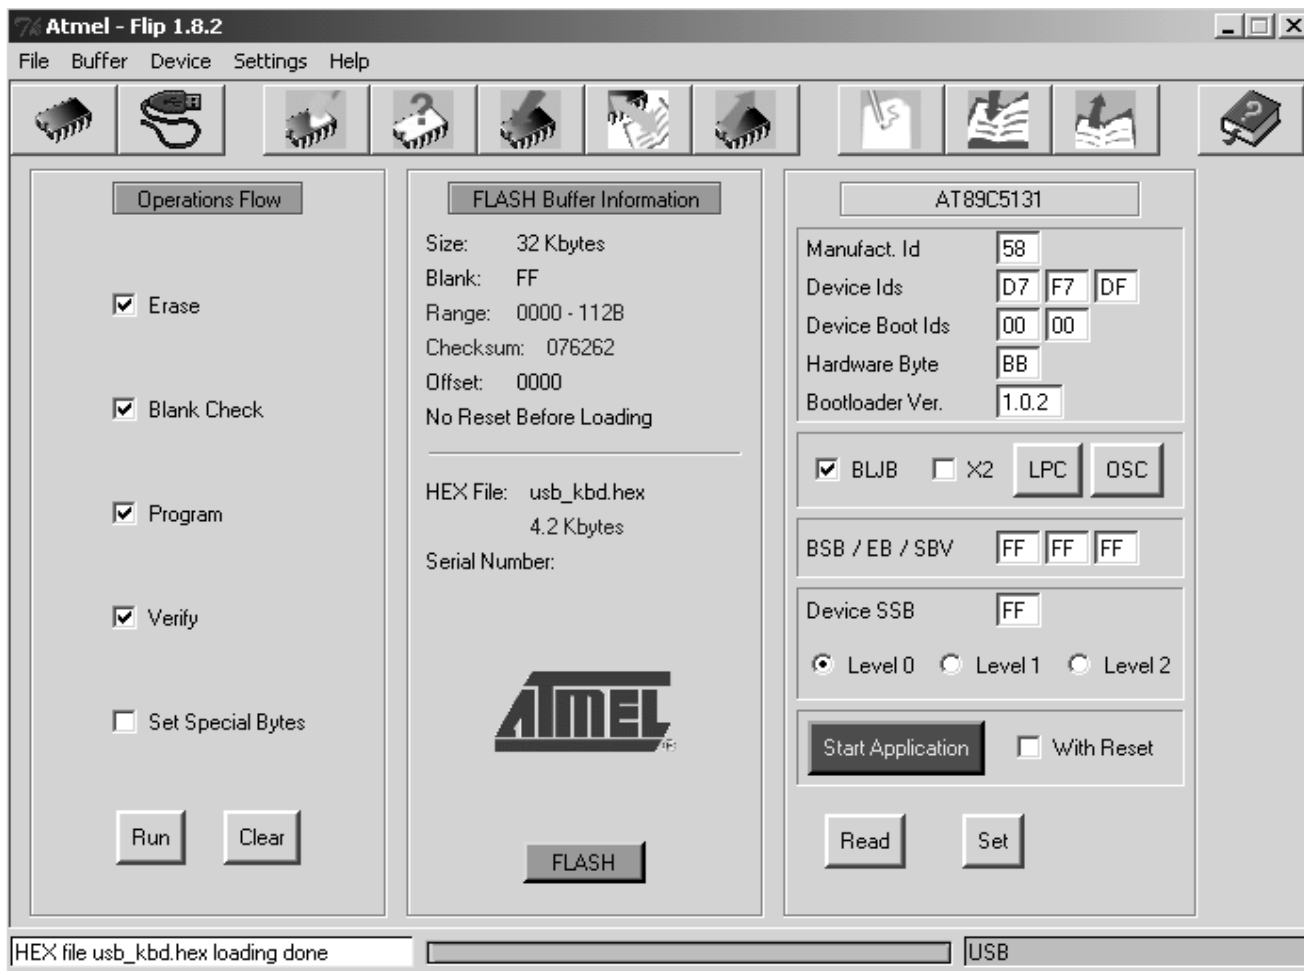 Atmel - Flip 1.8.2
File Buffer Device Settings Help
Operations Flow
Erase
Blank Check
Program
Verify
Set Special Bytes
Run Clear
FLASH Buffer Information
Size: 32 Kbytes
Blank: FF
Range: 0000 - 112B
Checksum: 076262
Offset: 0000
No Reset Before Loading
HEX File: usb_kbd.hex
4.2 Kbytes
Serial Number:
ATMEL
FLASH
AT89C5131
Manufact. Id 58
Device Ids D7 F7 DF
Device Boot Ids 00 00
Hardware Byte BB
Bootloader Ver. 1.0.2
BLJB X2 LPC OSC
BSB / EB / SBV FF FF FF
Device SSB FF
Level 0 Level 1 Level 2
Start Application With Reset
Read Set
HEX file usb_kbd.hex loading done
USB